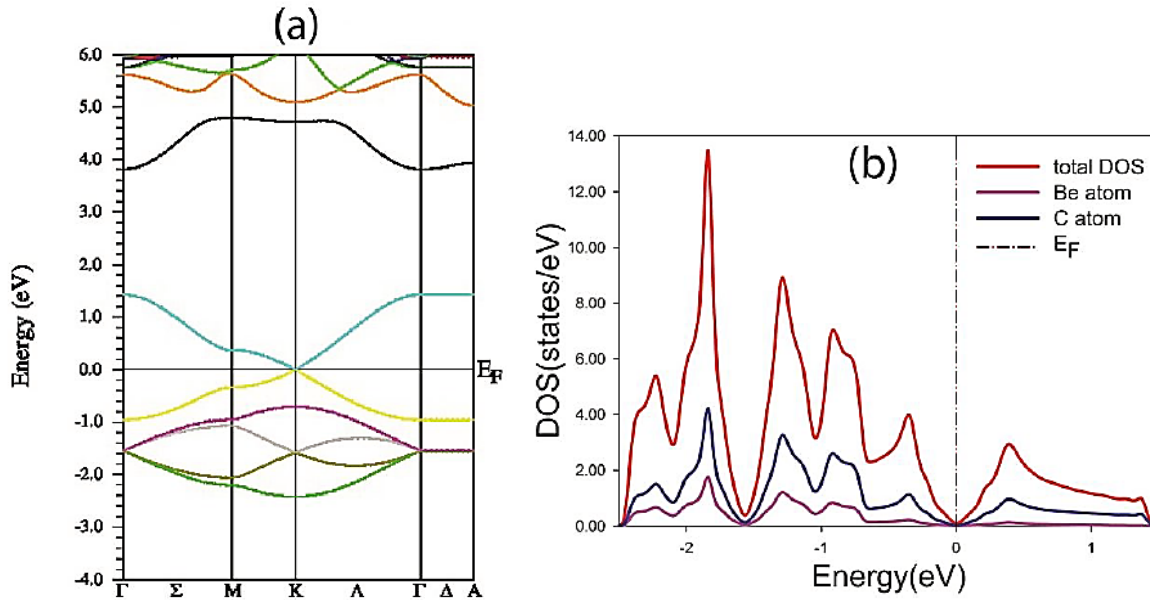 (a)
6.0
5.0
4.0
3.0
2.0
1.0
0.0
-1.0
-2.0
-3.0
-4.0
Energy (eV)
E_F
Γ Σ M K Λ Γ Δ A
(b)
14.00
12.00
10.00
8.00
6.00
4.00
2.00
0.00
DOS(states/eV)
total DOS
Be atom
C atom
E_F
-2 -1 0 1
Energy(eV)